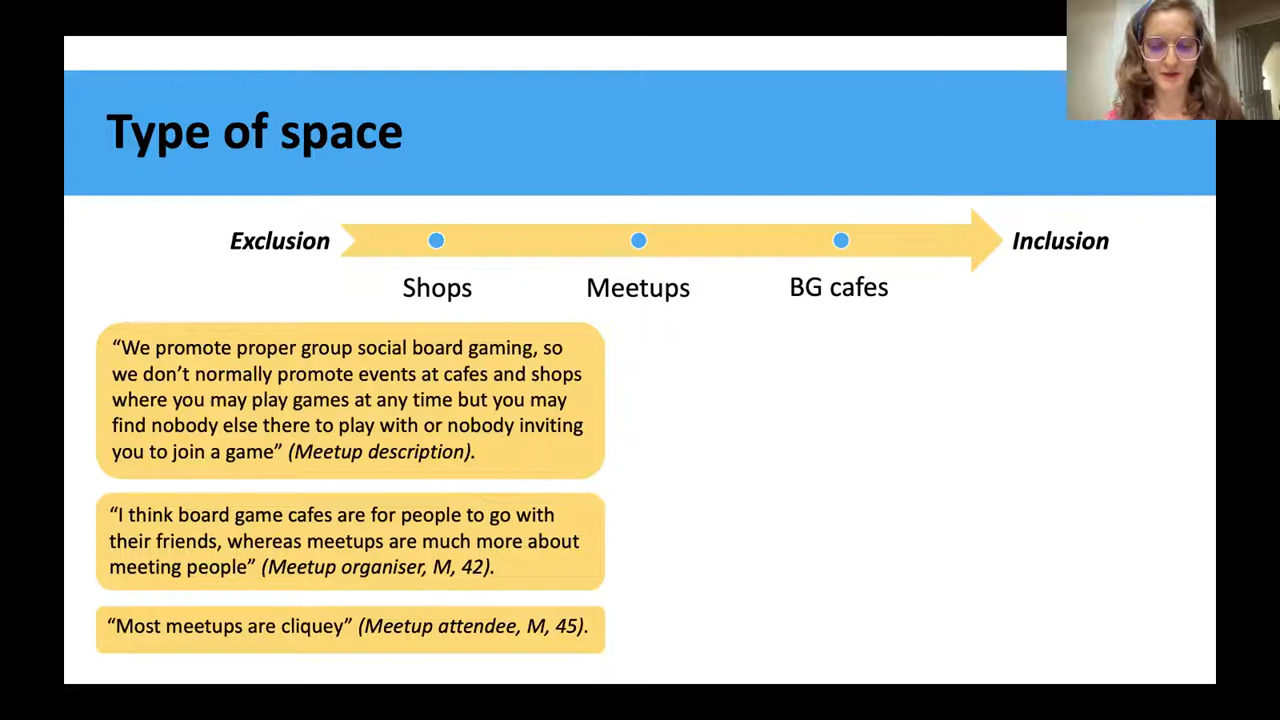 Type of space
Exclusion
Inclusion
Shops
Meetups
BG cafes
“We promote proper group social board gaming, so
we don’t normally promote events at cafes and shops
where you may play games at any time but you may
find nobody else there to play with or nobody inviting
you to join a game” (Meetup description).
“I think board game cafes are for people to go with
their friends, whereas meetups are much more about
meeting people” (Meetup organiser, M, 42).
“Most meetups are cliquey” (Meetup attendee, M, 45).